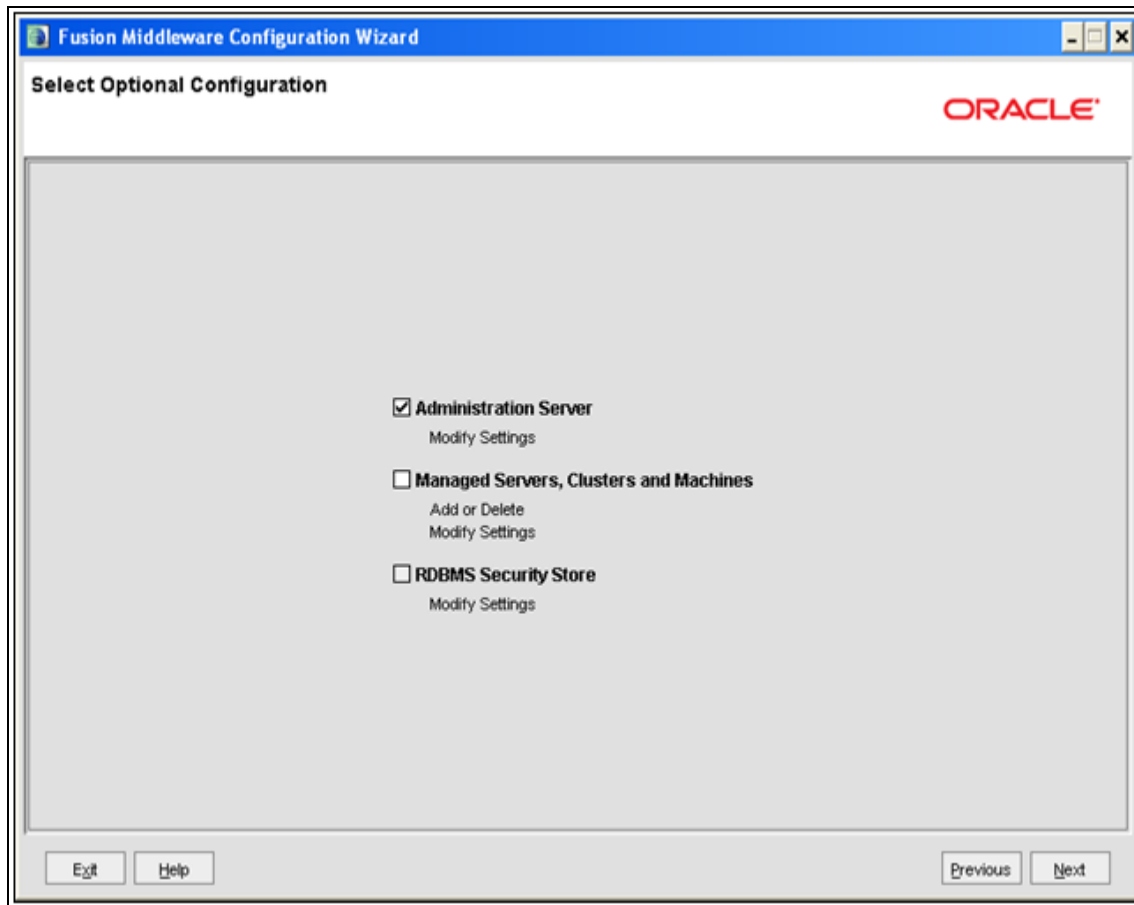 Fusion Middleware Configuration Wizard
Select Optional Configuration
ORACLE
Administration Server
Modify Settings
Managed Servers, Clusters and Machines
Add or Delete
Modify Settings
RDBMS Security Store
Modify Settings
Exit Help Previous Next